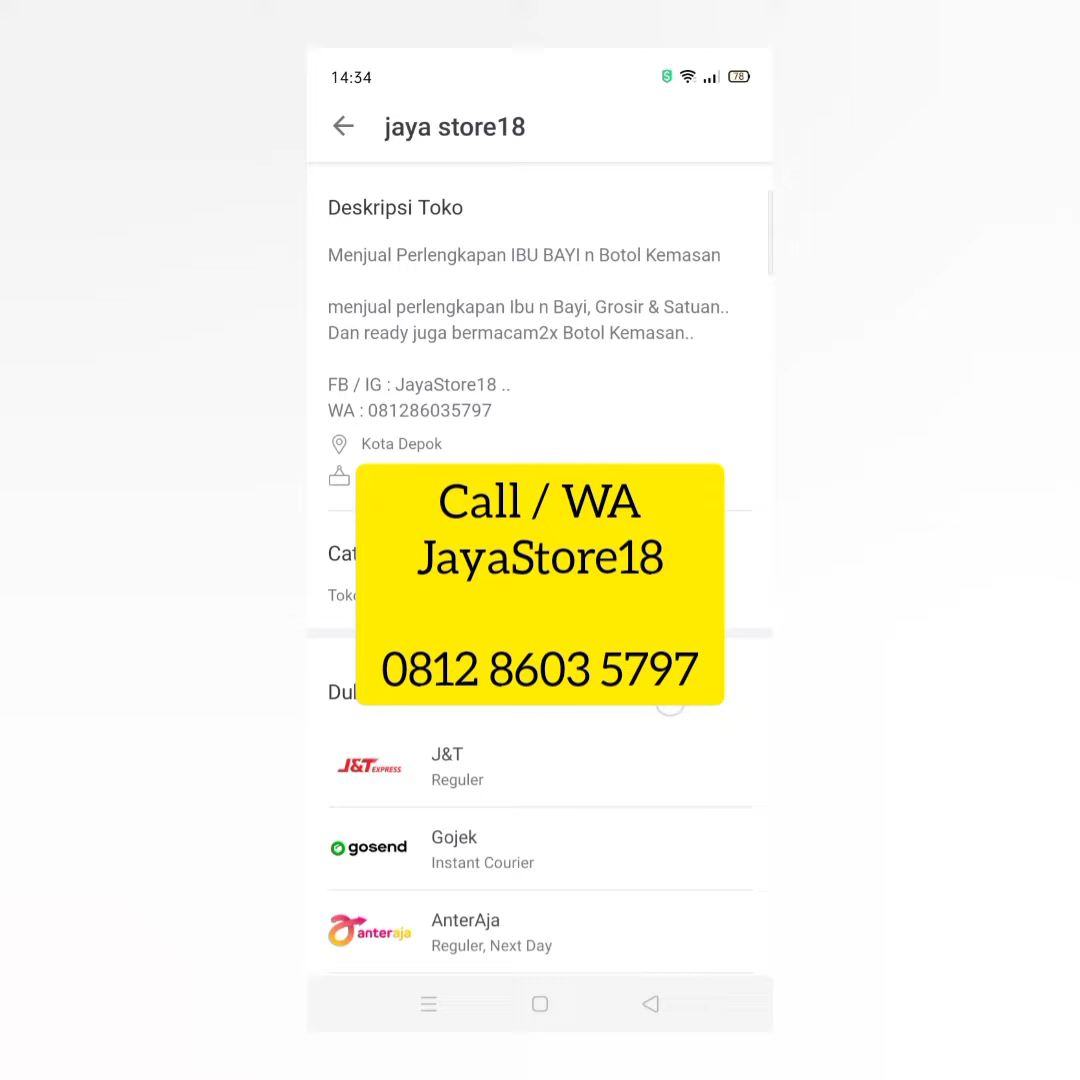 14:34
78
jaya store18
Deskripsi Toko
Menjual Perlengkapan IBU BAYI n Botol Kemasan
menjual perlengkapan Ibu n Bayi, Grosir & Satuan..
Dan ready juga bermacam2x Botol Kemasan..
FB / IG : JayaStore18 ..
WA : 081286035797
Kota Depok
Call / WA
JayaStore18
0812 8603 5797
J&T EXPRESS
J&T
Reguler
gosend
Gojek
Instant Courier
anteraja
AnterAja
Reguler, Next Day